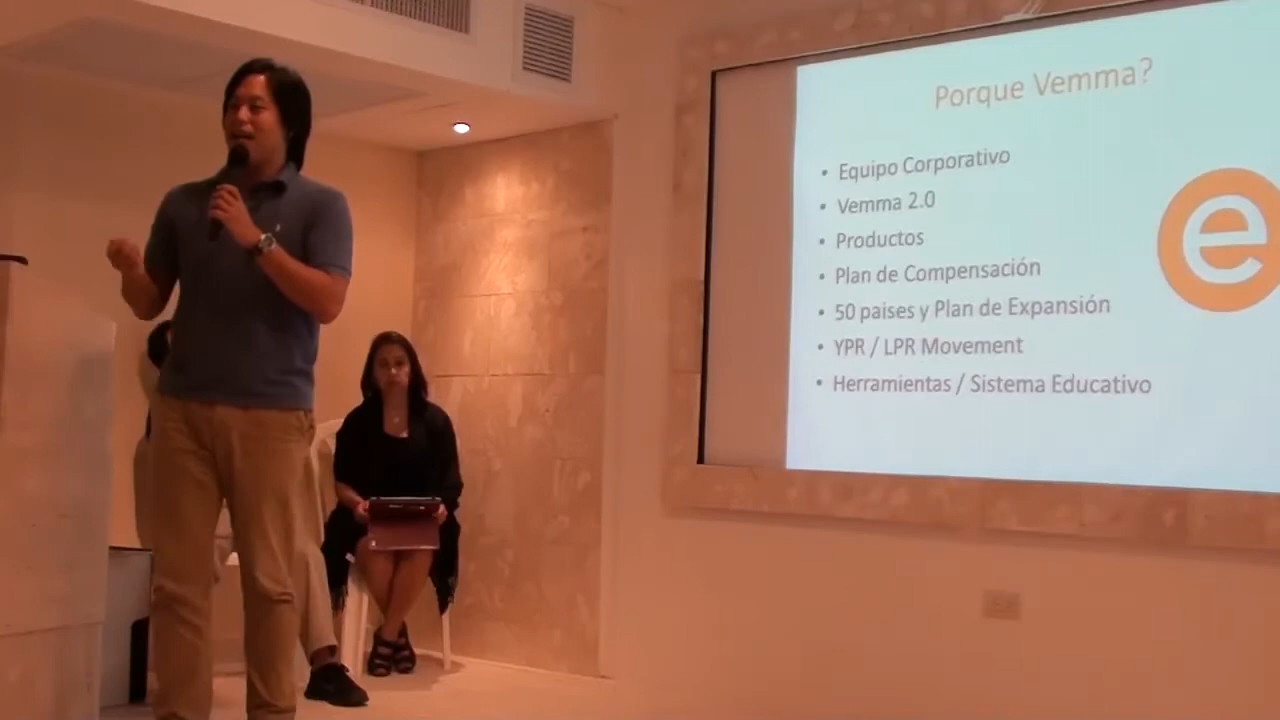 Porque Vemma?
• Equipo Corporativo
• Vemma 2.0
• Productos
• Plan de Compensación
• 50 paises y Plan de Expansión
• YPR / LPR Movement
• Herramientas / Sistema Educativo
e